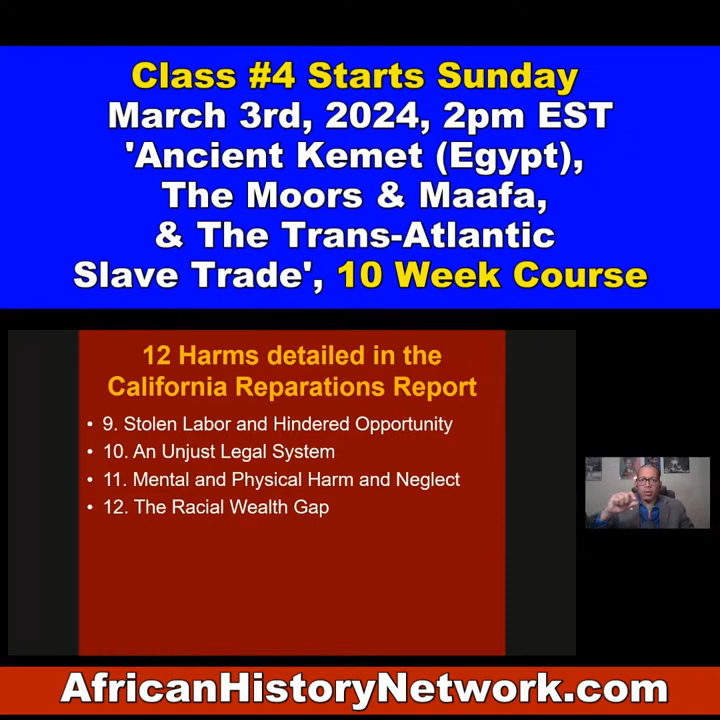 Class #4 Starts Sunday
March 3rd, 2024, 2pm EST
'Ancient Kemet (Egypt),
The Moors & Maafa,
& The Trans-Atlantic
Slave Trade', 10 Week Course
12 Harms detailed in the
California Reparations Report
• 9. Stolen Labor and Hindered Opportunity
• 10. An Unjust Legal System
• 11. Mental and Physical Harm and Neglect
• 12. The Racial Wealth Gap
AfricanHistoryNetwork.com